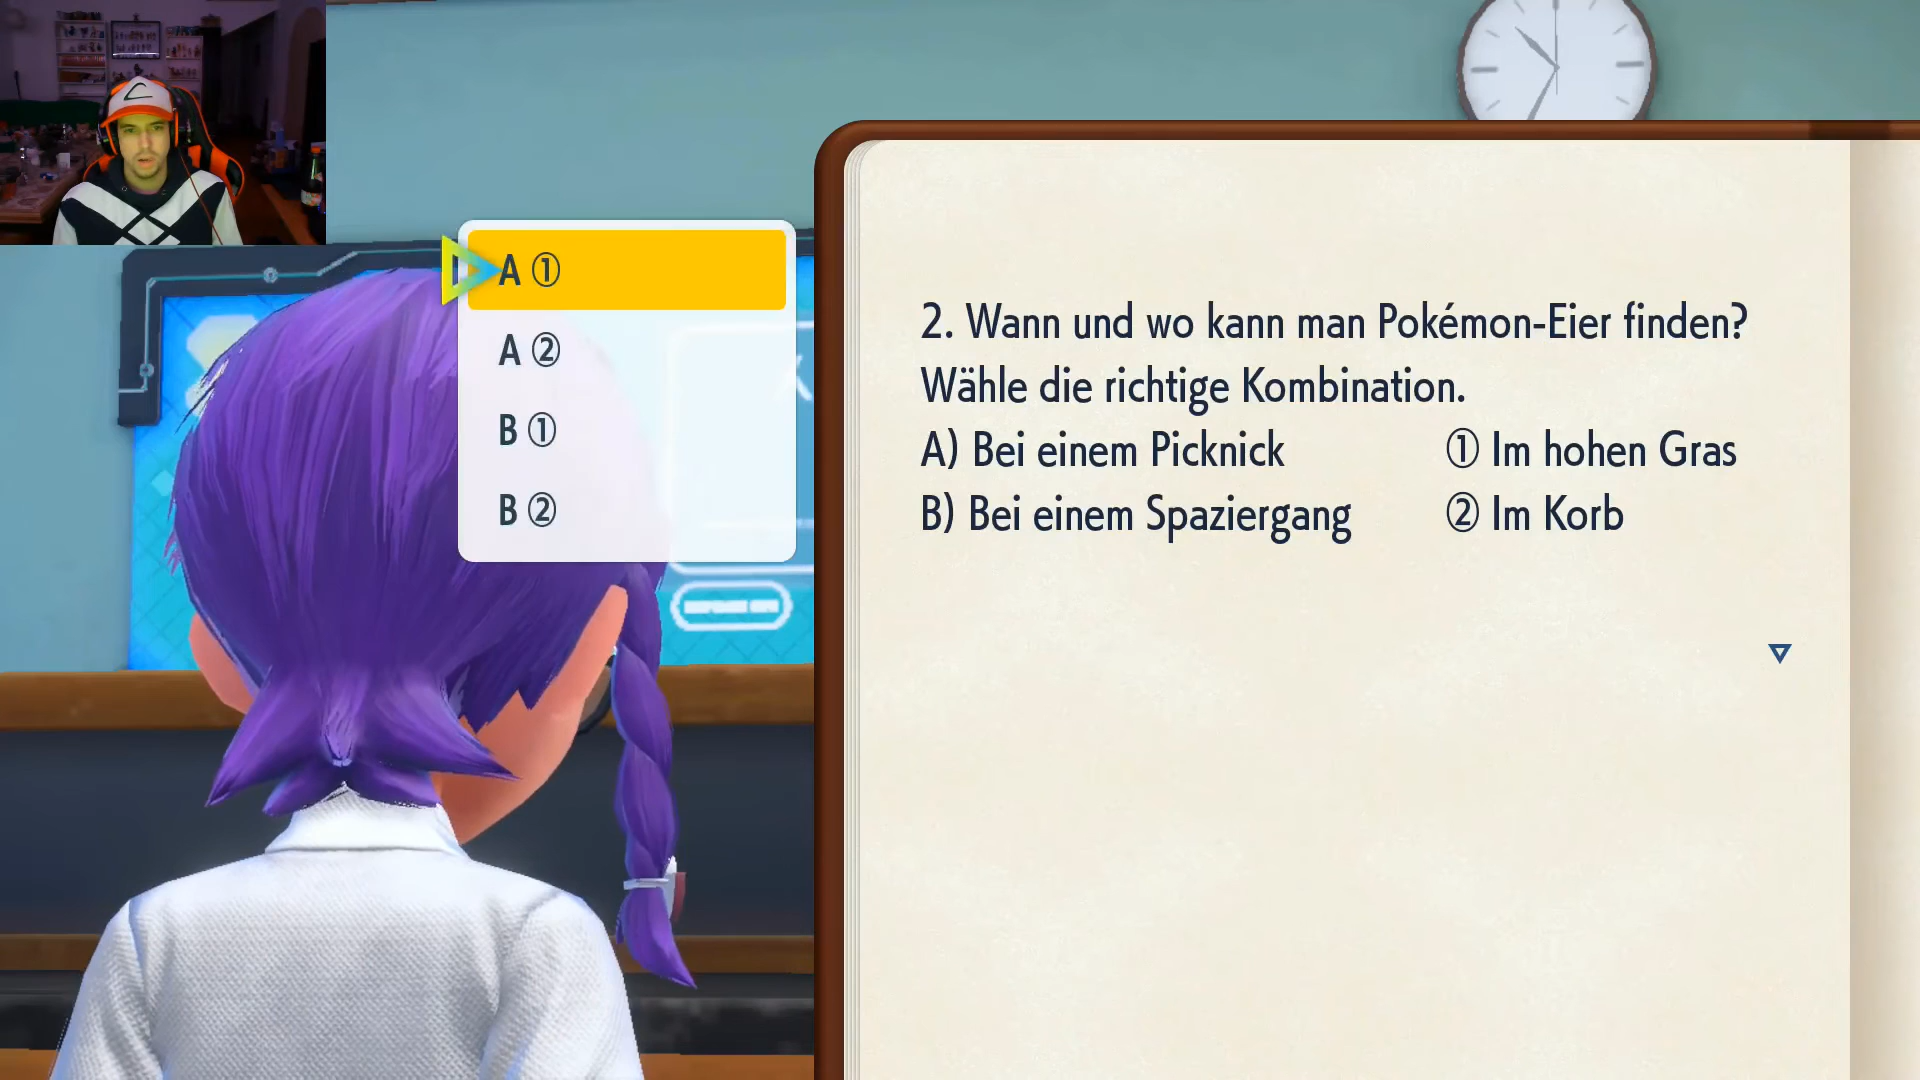 A ①
A ②
B ①
B ②
2. Wann und wo kann man Pokémon-Eier finden?
Wähle die richtige Kombination.
A) Bei einem Picknick ① Im hohen Gras
B) Bei einem Spaziergang ② Im Korb